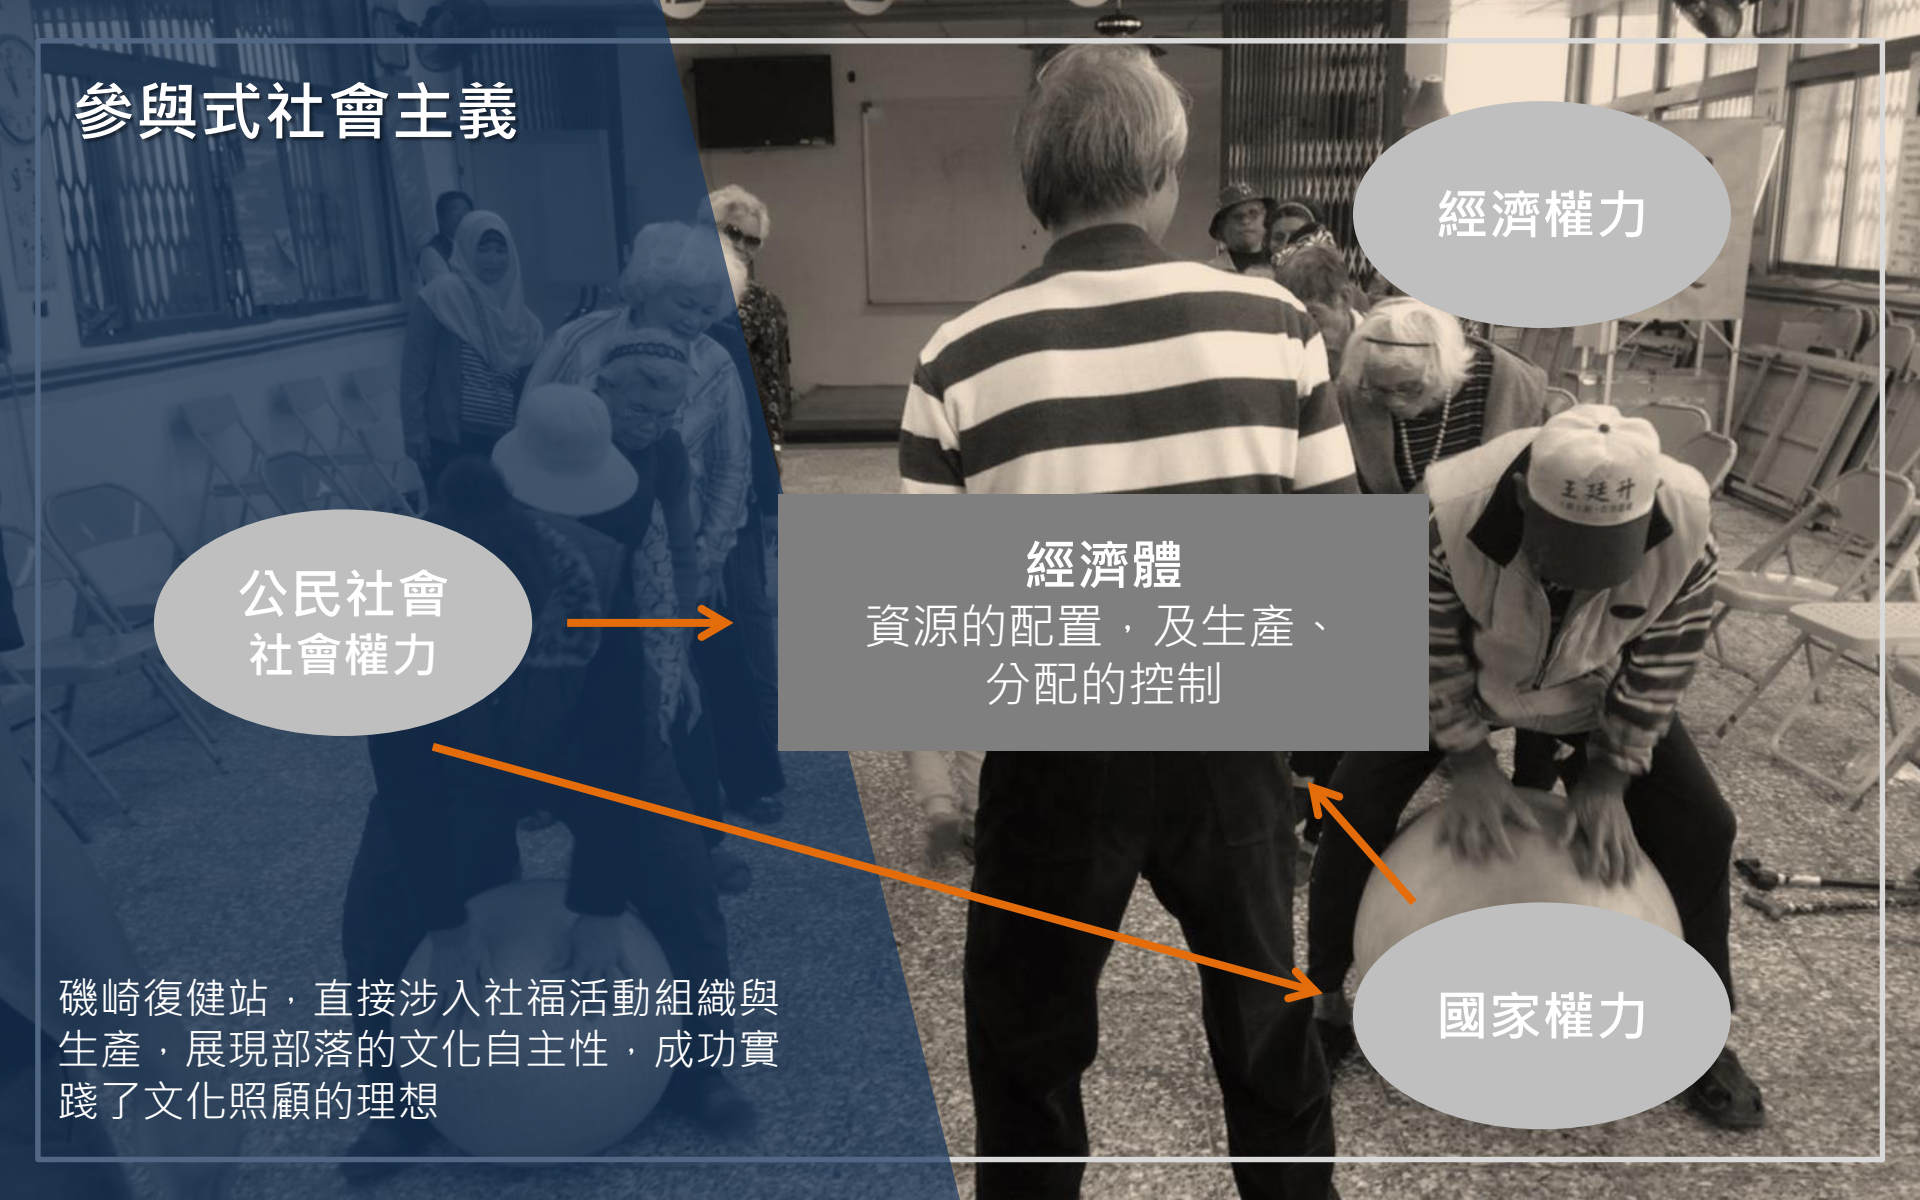 參與式社會主義
經濟權力
王廷升
經濟體
資源的配置，及生產、
分配的控制
公民社會
社會權力
國家權力
磯崎復健站，直接涉入社福活動組織與
生產，展現部落的文化自主性，成功實
踐了文化照顧的理想